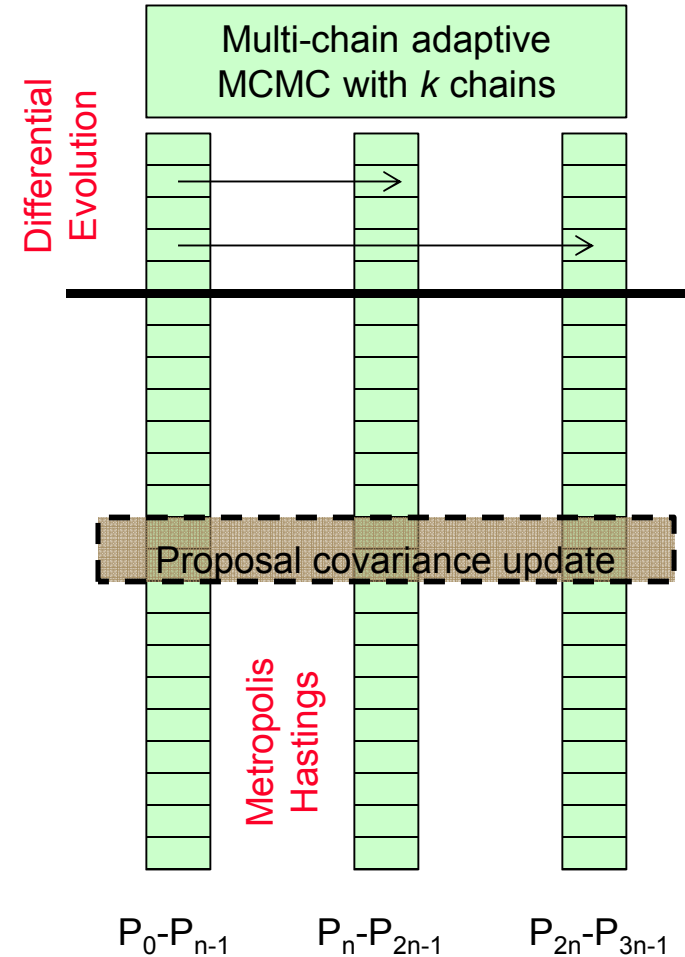 Multi-chain adaptive
MCMC with k chains
Differential
Evolution
Proposal covariance update
Metropolis
Hastings
P₀-Pₙ₋₁
Pₙ-P₂ₙ₋₁
P₂ₙ-P₃ₙ₋₁